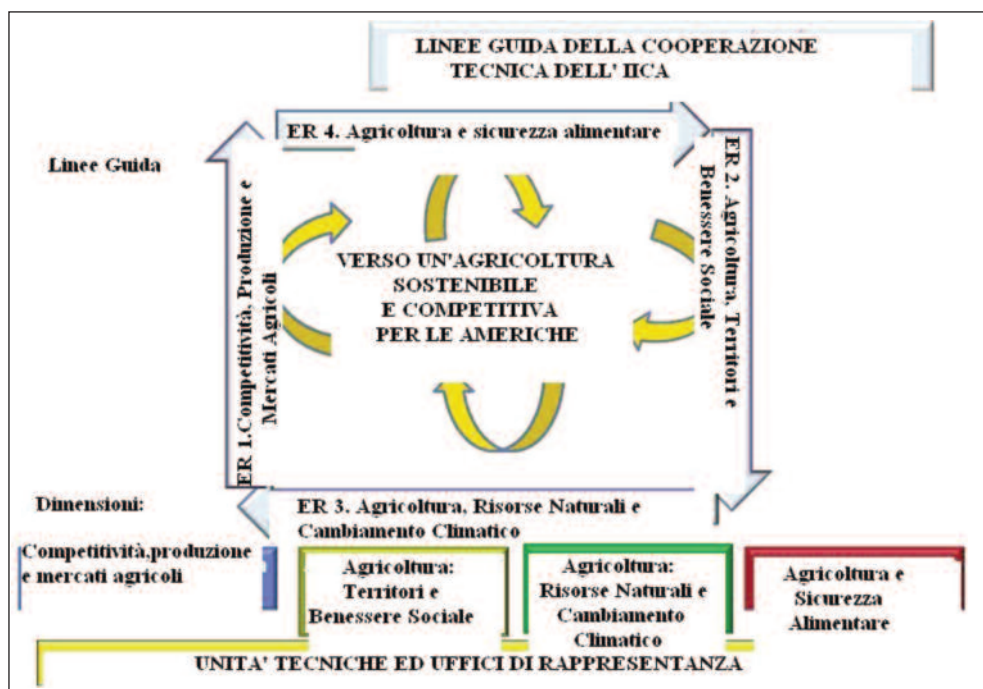 LINEE GUIDA DELLA COOPERAZIONE
TECNICA DELL' IICA
ER 4. Agricoltura e sicurezza alimentare
Linee Guida
ER 1.Competitività, Produzione e
Mercati Agricoli
VERSO UN'AGRICOLTURA
SOSTENIBILE
E COMPETITIVA
PER LE AMERICHE
ER 2. Agricoltura, Territori e
Benessere Sociale
ER 3. Agricoltura, Risorse Naturali e
Cambiamento Climatico
Dimensioni:
Competitività,produzione
e mercati agricoli
Agricoltura:
Territori e
Benessere Sociale
Agricoltura:
Risorse Naturali e
Cambiamento
Climatico
Agricoltura e
Sicurezza
Alimentare
UNITA' TECNICHE ED UFFICI DI RAPPRESENTANZA